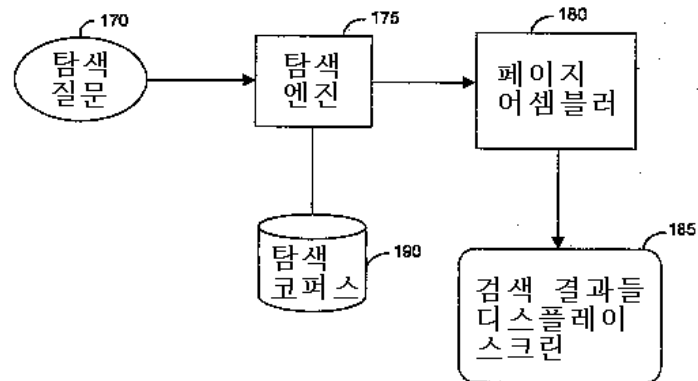 170
탐색
질문
175
탐색
엔진
180
페이지
어셈블러
탐색
코퍼스
190
185
검색 결과들
디스플레이
스크린